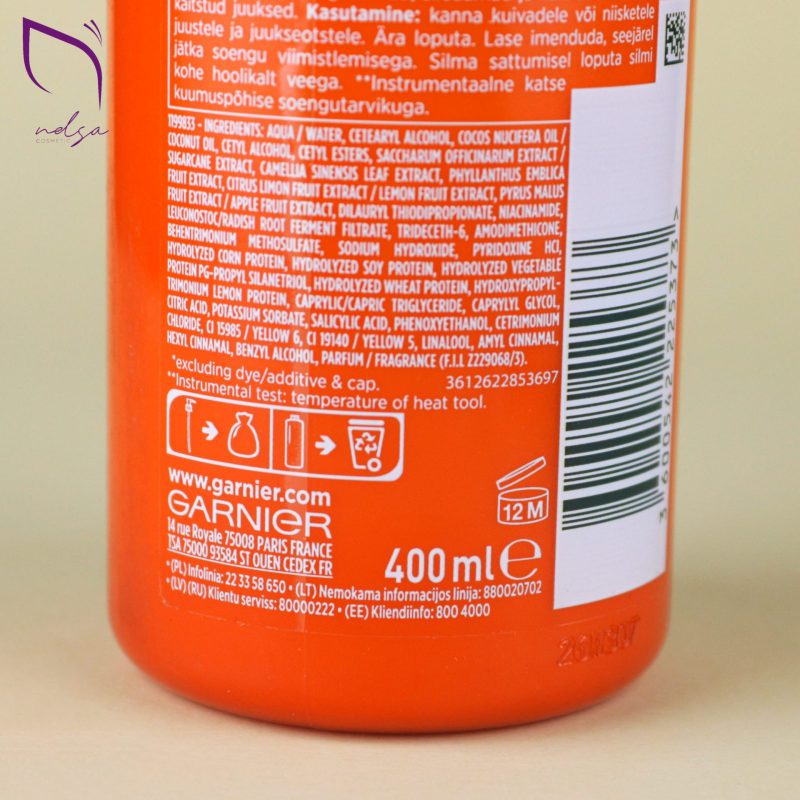 nelsa
COSMETIC
kaitstud juuksed. Kasutamine: kanna kuivadele või niisketele
juustele ja juukseotstele. Ära loputa. Lase imenduda, seejärel
jätka soengu viimistlemisega. Silma sattumisel loputa silmi
kohe hoolikalt veega. **Instrumentaalne katse
kuumuspõhise soengutarvikuga.
1199833 - INGREDIENTS: AQUA / WATER, CETEARYL ALCOHOL, COCOS NUCIFERA OIL /
COCONUT OIL, CETYL ALCOHOL, CETYL ESTERS, SACCHARUM OFFICINARUM EXTRACT /
SUGARCANE EXTRACT, CAMELLIA SINENSIS LEAF EXTRACT, PHYLLANTHUS EMBLICA
FRUIT EXTRACT, CITRUS LIMON FRUIT EXTRACT / LEMON FRUIT EXTRACT, PYRUS MALUS
FRUIT EXTRACT / APPLE FRUIT EXTRACT, DILAURYL THIODIPROPIONATE, NIACINAMIDE,
LEUCONOSTOC/RADISH ROOT FERMENT FILTRATE, TRIDECETH-6, AMODIMETHICONE,
BEHENTRIMONIUM METHOSULFATE, SODIUM HYDROXIDE, PYRIDOXINE HCl,
HYDROLYZED CORN PROTEIN, HYDROLYZED SOY PROTEIN, HYDROLYZED VEGETABLE
PROTEIN PG-PROPYL SILANETRIOL, HYDROLYZED WHEAT PROTEIN, HYDROXYPROPYL-
TRIMONIUM LEMON PROTEIN, CAPRYLIC/CAPRIC TRIGLYCERIDE, CAPRYLYL GLYCOL,
CITRIC ACID, POTASSIUM SORBATE, SALICYLIC ACID, PHENOXYETHANOL, CETRIMONIUM
CHLORIDE, CI 15985 / YELLOW 6, CI 19140 / YELLOW 5, LINALOOL, AMYL CINNAMAL,
HEXYL CINNAMAL, BENZYL ALCOHOL, PARFUM / FRAGRANCE (F.I.L Z229068/3).
*excluding dye/additive & cap. 3612622853697
**Instrumental test: temperature of heat tool.
www.garnier.com
GARNIER
14 rue Royale 75008 PARIS FRANCE
TSA 75000 93584 ST OUEN CEDEX FR
12 M
400 ml e
• (PL) Infolinia: 22 33 58 650 • (LT) Nemokama informacijos linija: 880020702
• (LV)(RU) Klientu serviss: 80000222 • (EE) Kliendiinfo: 800 4000
3 600542 225373 >